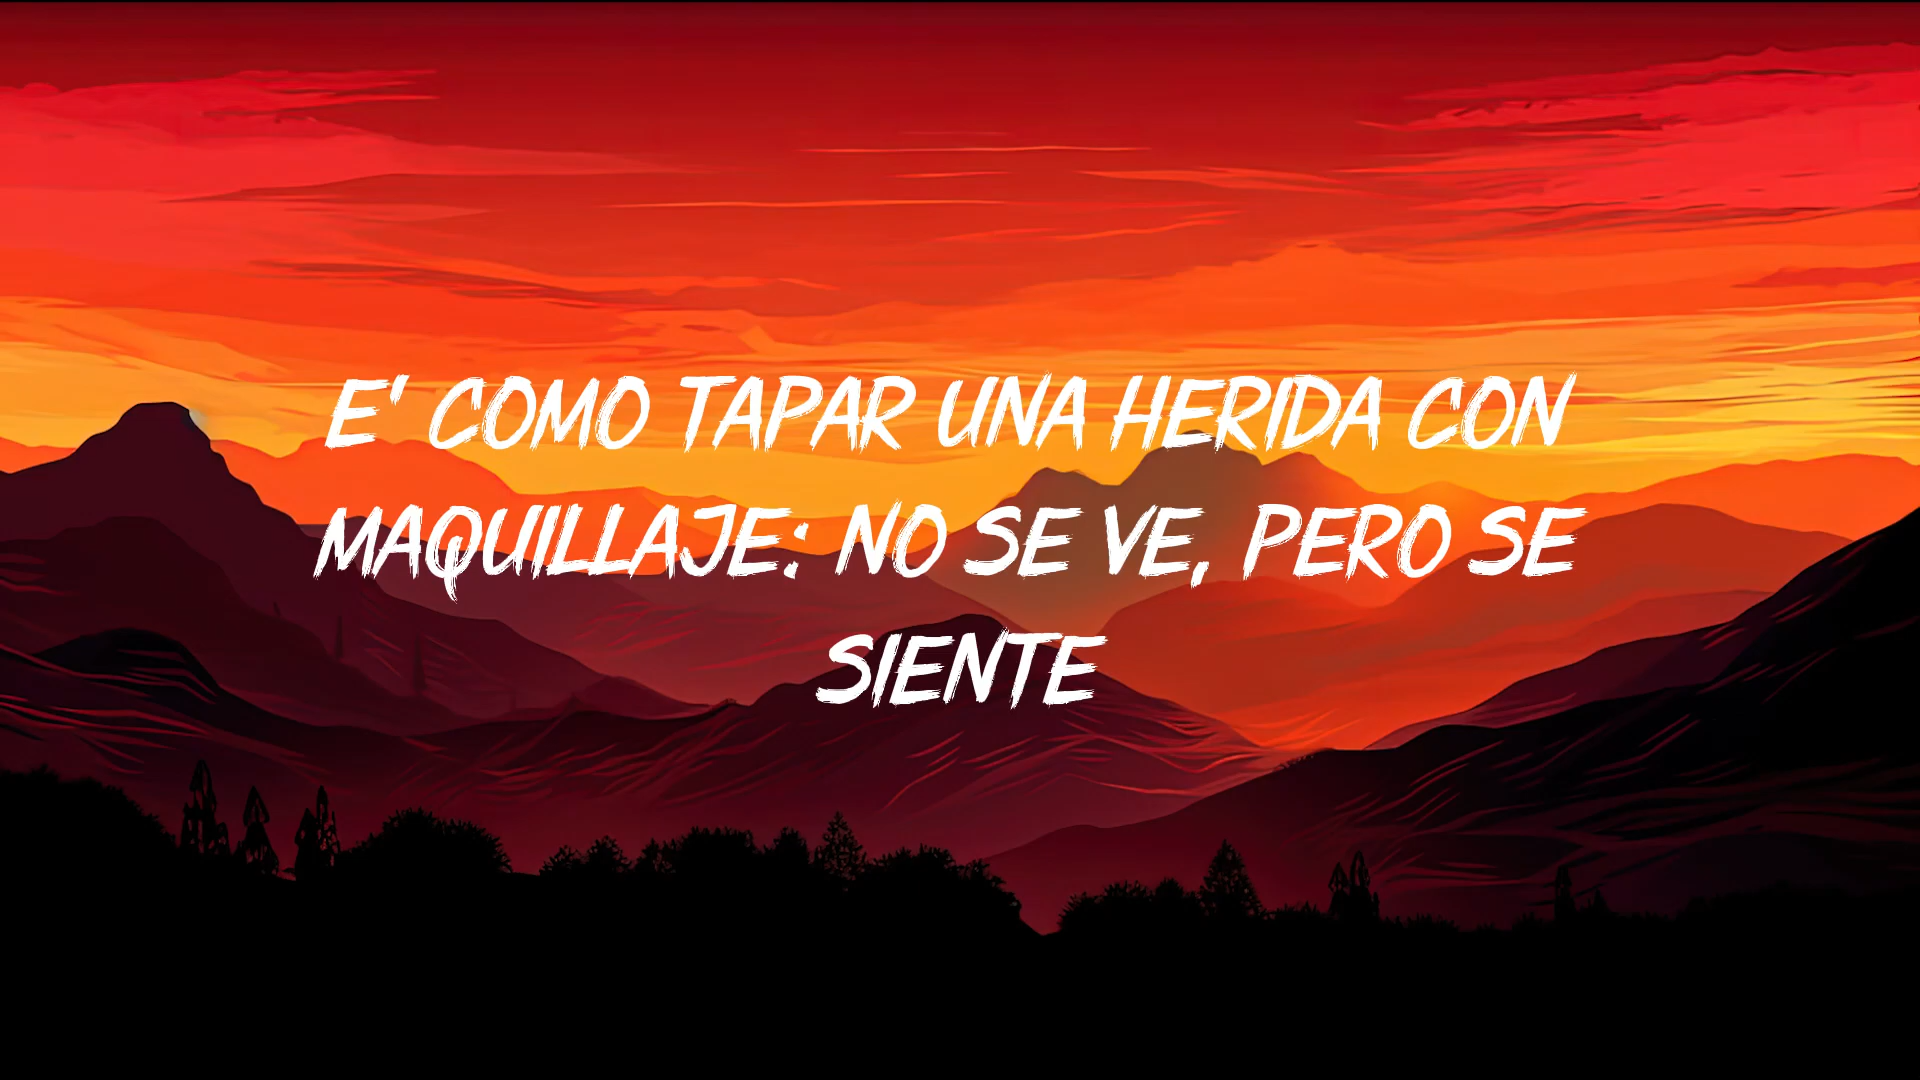 E' COMO TAPAR UNA HERIDA CON
MAQUILLAJE: NO SE VE, PERO SE
SIENTE